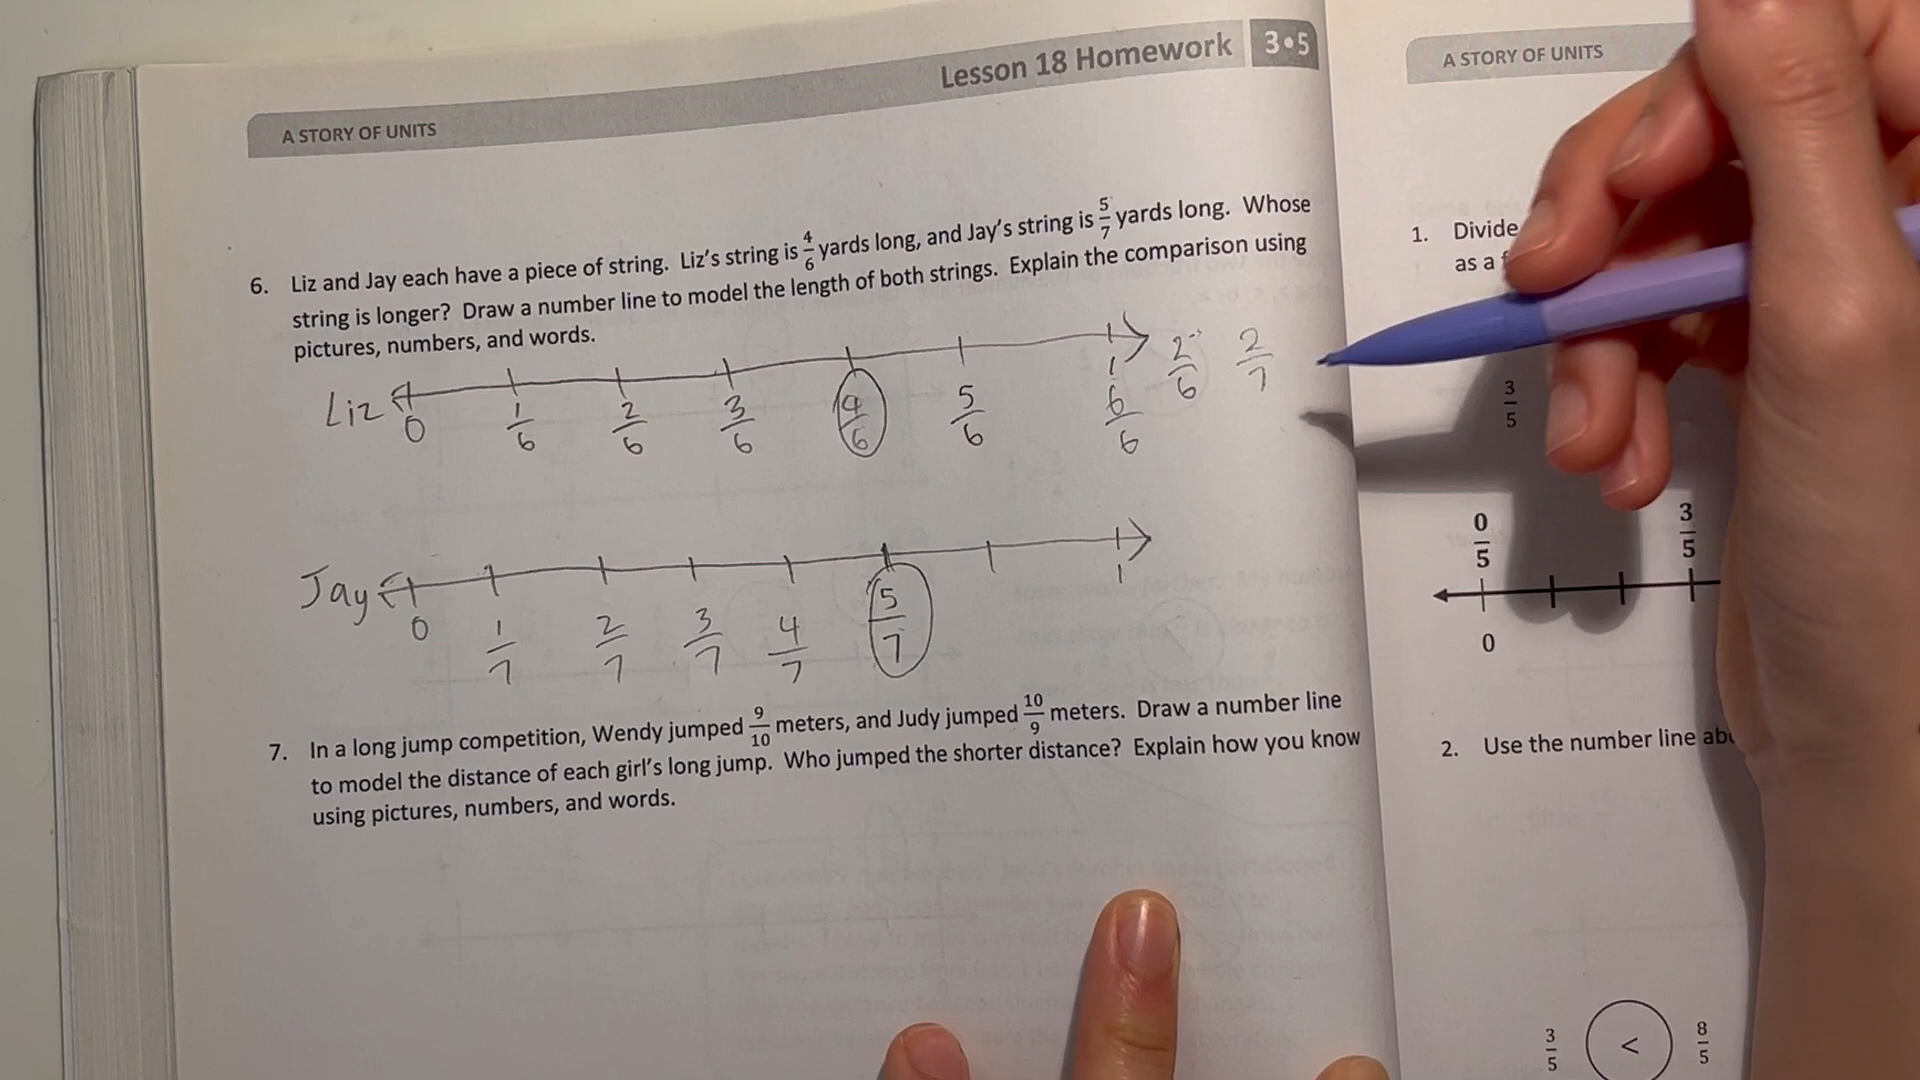 Lesson 18 Homework 3•5
A STORY OF UNITS
6. Liz and Jay each have a piece of string. Liz's string is 4/6 yards long, and Jay's string is 5/7 yards long. Whose
string is longer? Draw a number line to model the length of both strings. Explain the comparison using
pictures, numbers, and words.
Liz
0 1/6 2/6 3/6 4/6 5/6 1 6/6
2/6 2/7
Jay
0 1/7 2/7 3/7 4/7 5/7 1
7. In a long jump competition, Wendy jumped 9/10 meters, and Judy jumped 10/9 meters. Draw a number line
to model the distance of each girl's long jump. Who jumped the shorter distance? Explain how you know
using pictures, numbers, and words.
A STORY OF UNITS
1. Divide
as a
3/5
0/5 3/5
0
2. Use the number line
3/5 < 8/5